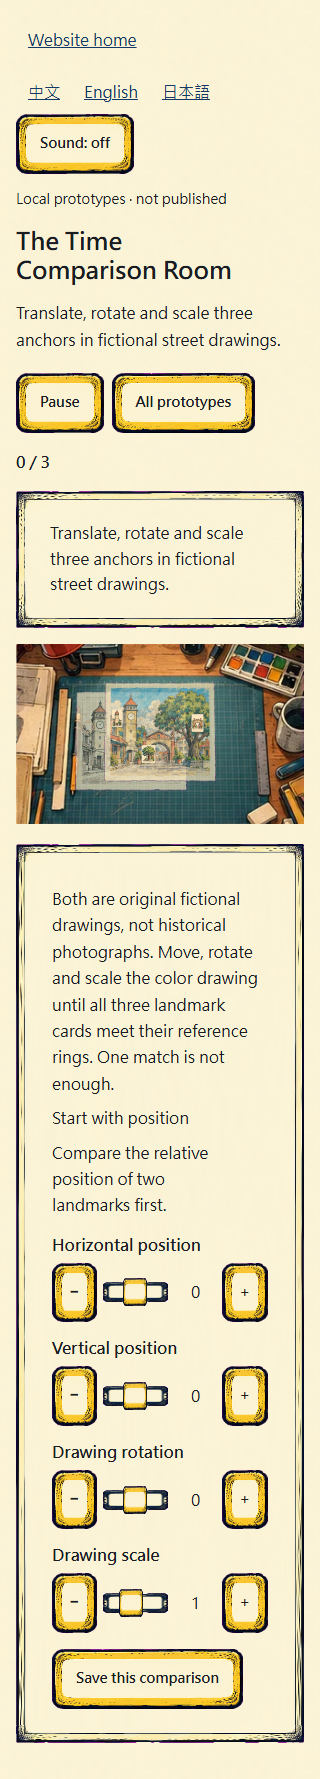 Website home
中文 English 日本語
Sound: off
Local prototypes · not published
The Time
Comparison Room
Translate, rotate and scale three
anchors in fictional street drawings.
Pause All prototypes
0 / 3
Translate, rotate and scale
three anchors in fictional
street drawings.
Both are original fictional
drawings, not historical
photographs. Move, rotate
and scale the color drawing
until all three landmark
cards meet their reference
rings. One match is not
enough.
Start with position
Compare the relative
position of two
landmarks first.
Horizontal position
− 0 +
Vertical position
− 0 +
Drawing rotation
− 0 +
Drawing scale
− 1 +
Save this comparison